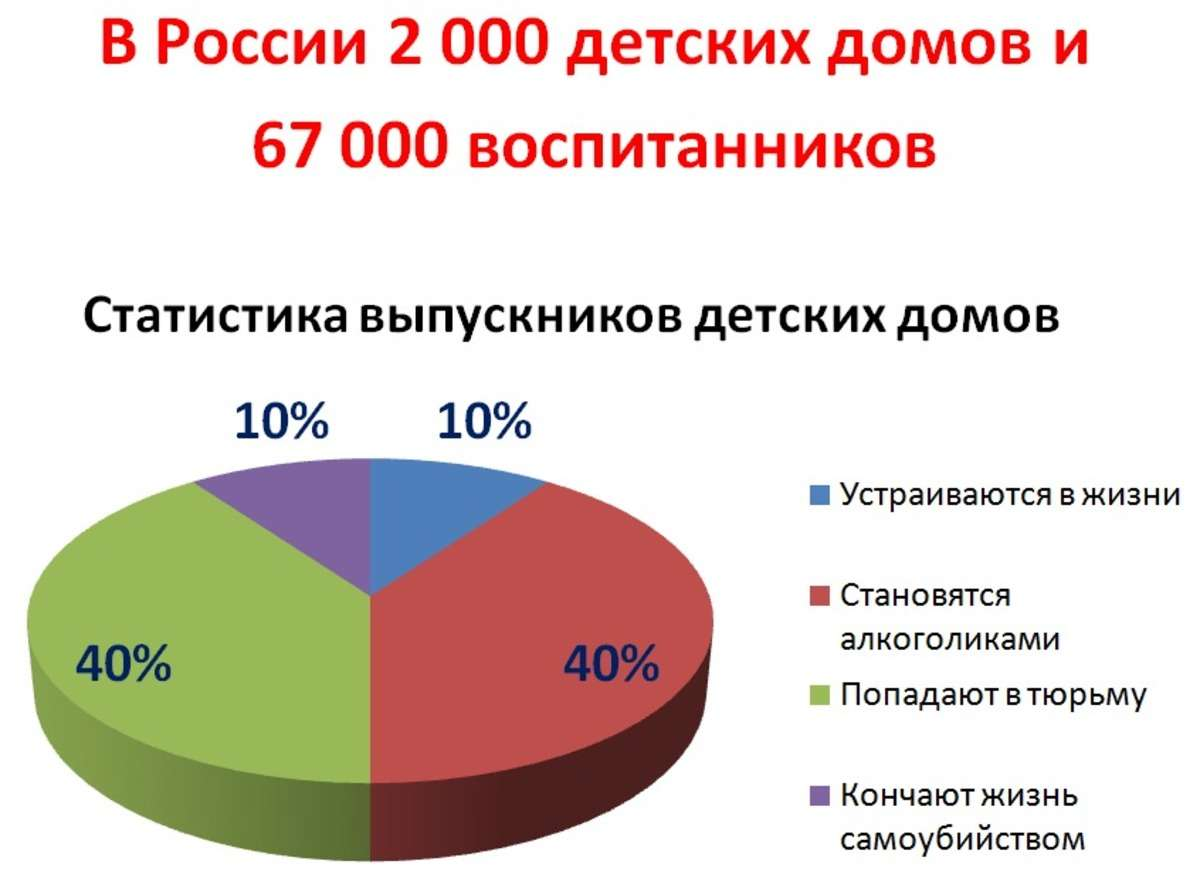 В России 2 000 детских домов и
67 000 воспитанников
Статистика выпускников детских домов
10%
10%
40%
40%
Устраиваются в жизни
Становятся
алкоголиками
Попадают в тюрьму
Кончают жизнь
самоубийством